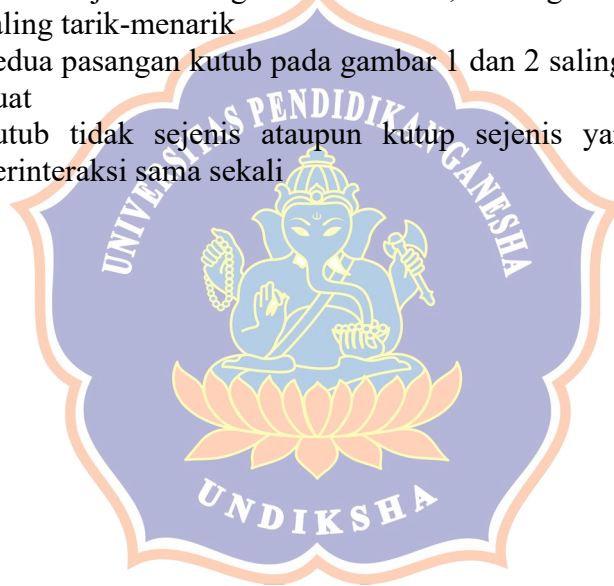 aling tarik-menarik
edua pasangan kutub pada gambar 1 dan 2 saling
uat
utub tidak sejenis ataupun kutup sejenis ya
erinteraksi sama sekali
UNIVERSITAS PENDIDIKAN GANESHA
UNDIKSHA